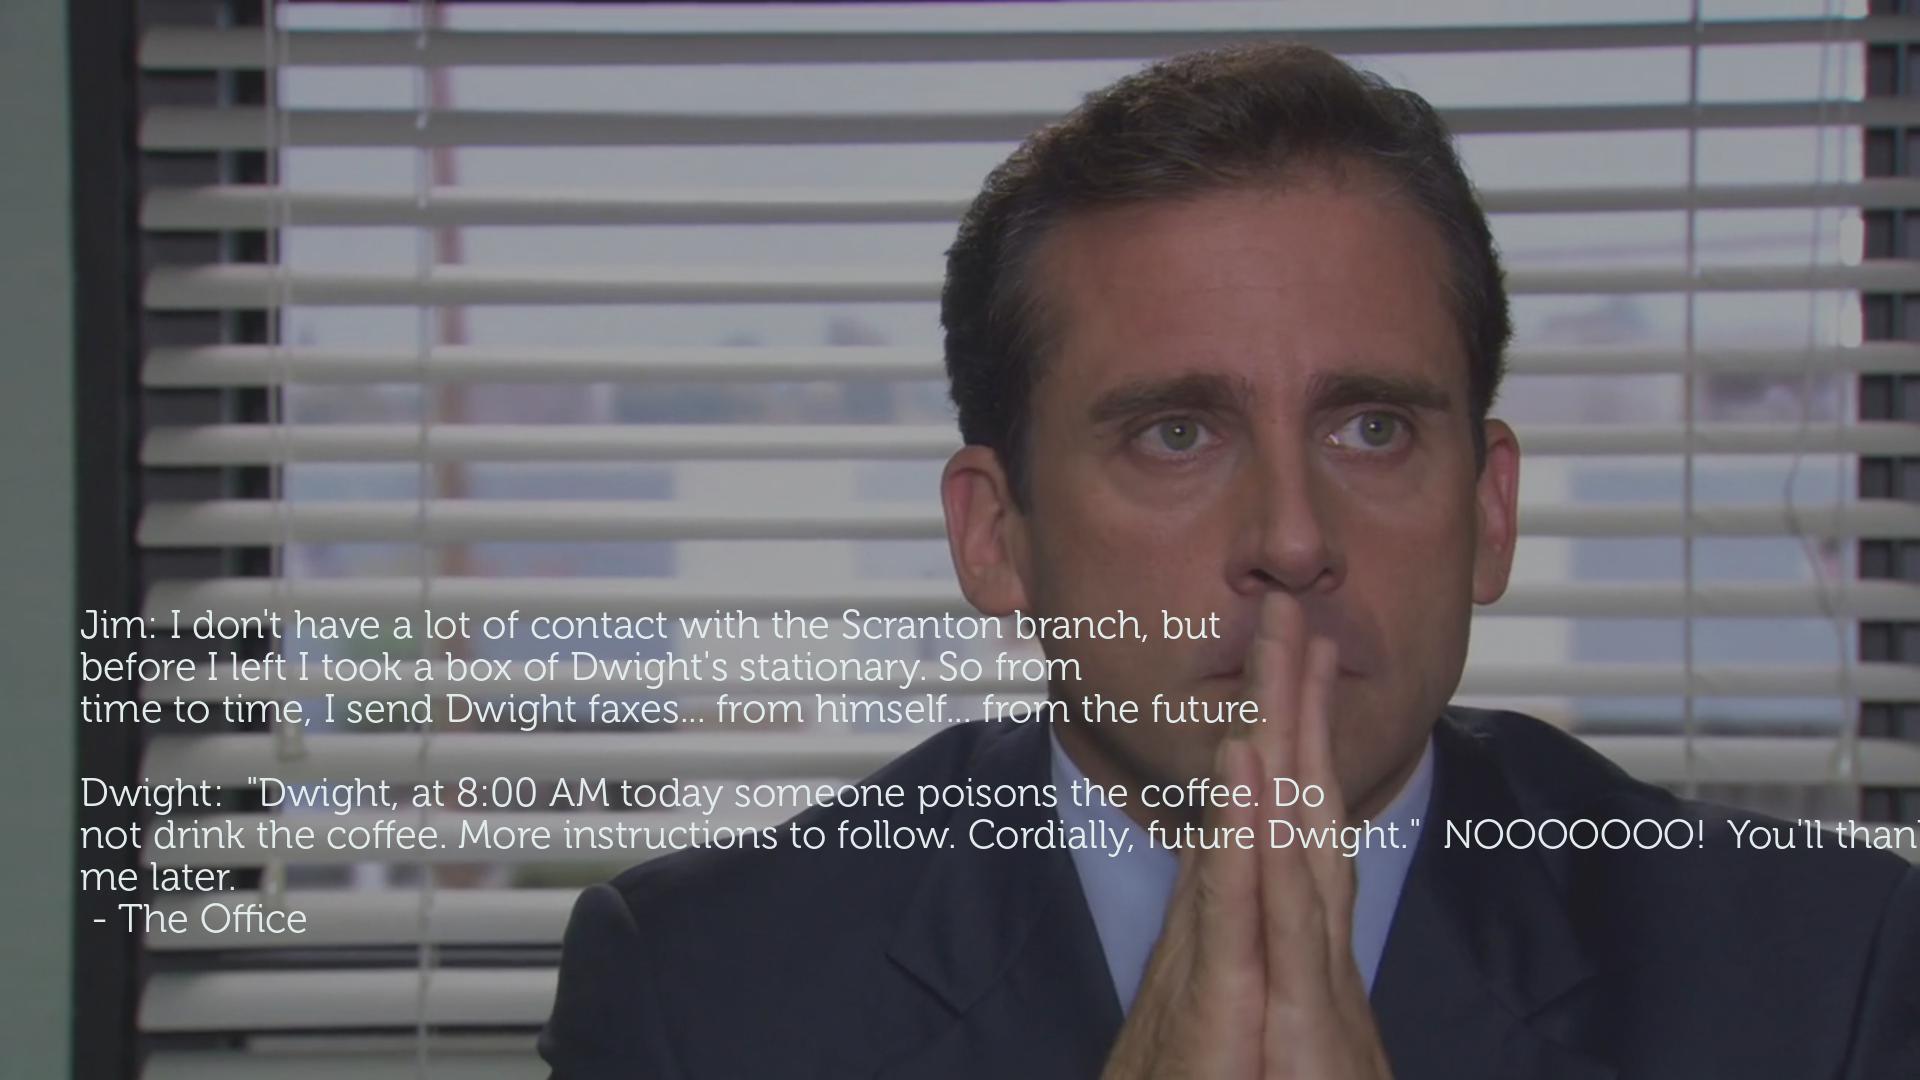 Jim: I don't have a lot of contact with the Scranton branch, but
before I left I took a box of Dwight's stationary. So from
time to time, I send Dwight faxes... from himself... from the future.
Dwight:  "Dwight, at 8:00 AM today someone poisons the coffee. Do
not drink the coffee. More instructions to follow. Cordially, future Dwight."  NOOOOOOO!  You'll than
me later.
- The Office